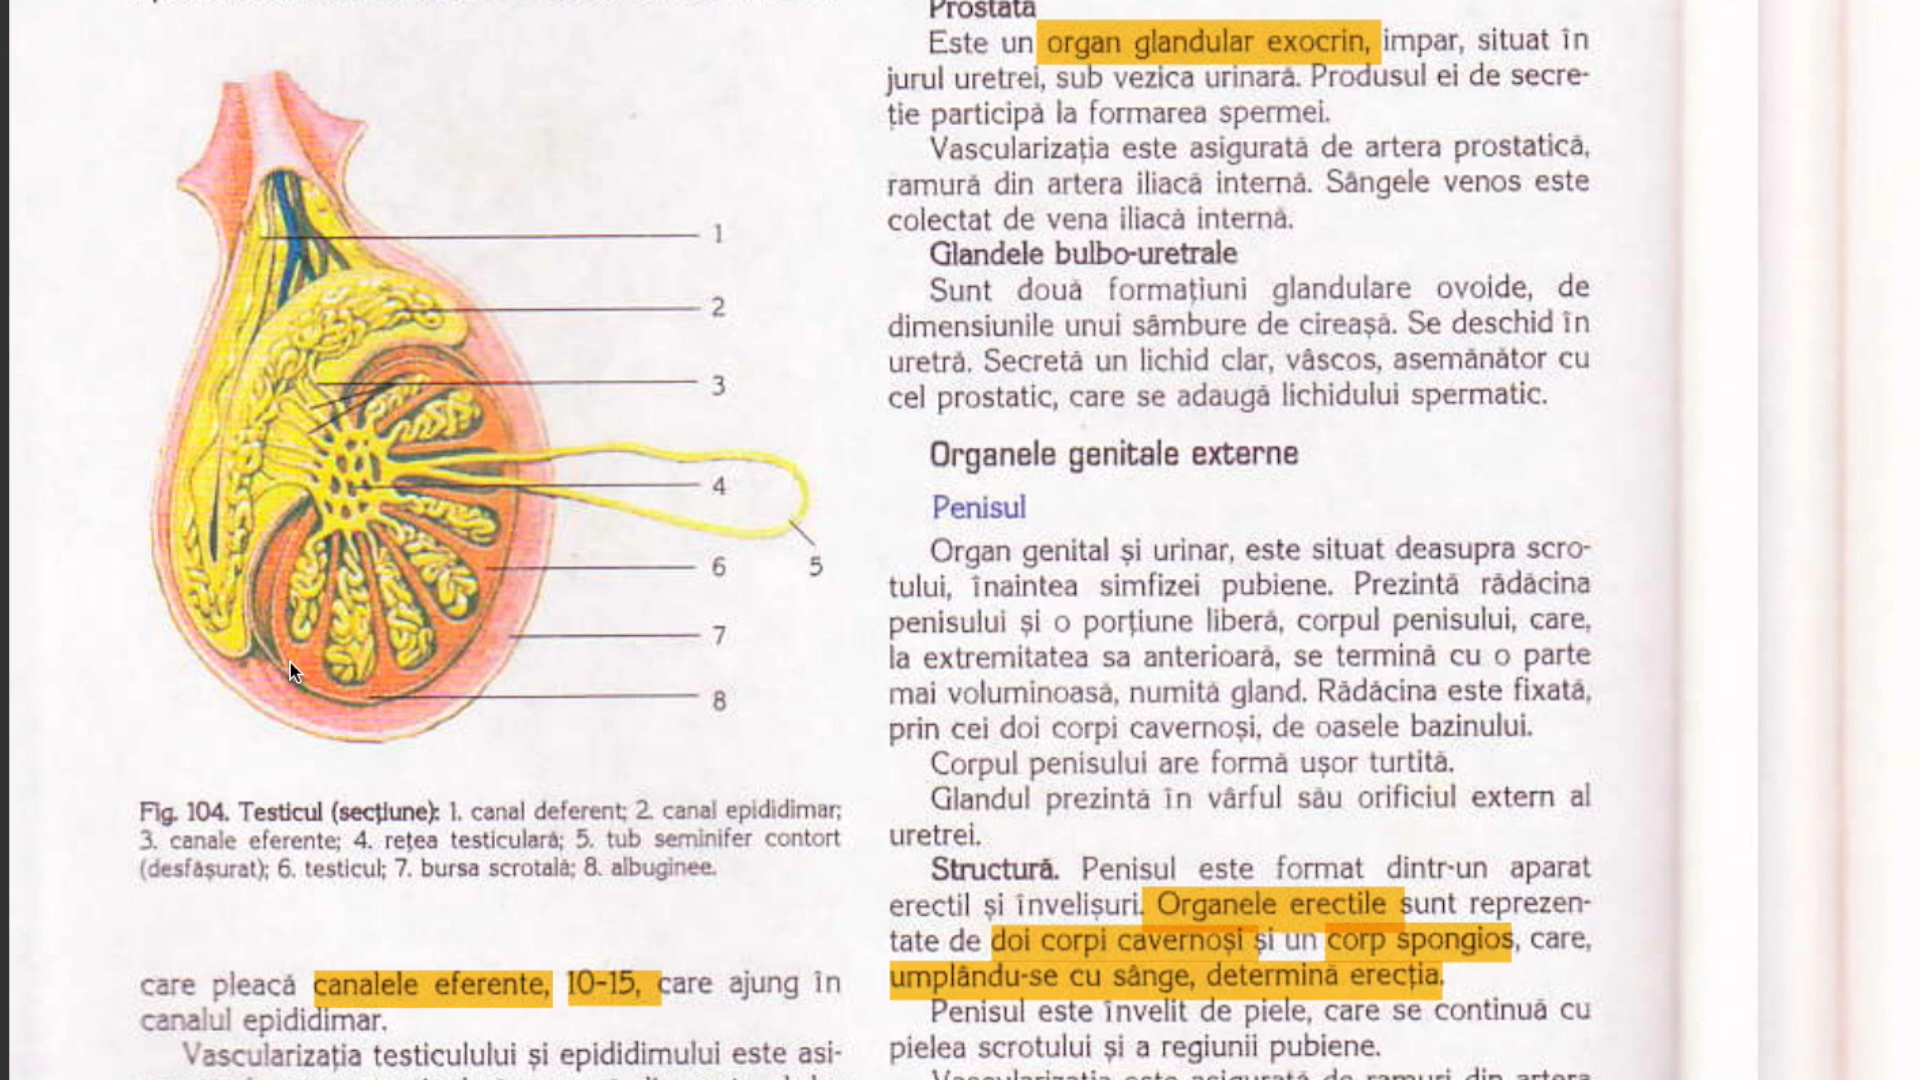 1
2
3
4
5
6
7
8
Fig. 104. Testicul (secțiune): 1. canal deferent; 2. canal epididimar;
3. canale eferente; 4. rețea testiculară; 5. tub seminifer contort
(desfășurat); 6. testicul; 7. bursa scrotală; 8. albuginee.
care pleacă canalele eferente, 10-15, care ajung în
canalul epididimar.
Vascularizația testiculului și epididimului este asi-
Prostata
Este un organ glandular exocrin, impar, situat în
jurul uretrei, sub vezica urinară. Produsul ei de secre-
ție participă la formarea spermei.
Vascularizația este asigurată de artera prostatică,
ramură din artera iliacă internă. Sângele venos este
colectat de vena iliacă internă.
Glandele bulbo-uretrale
Sunt două formațiuni glandulare ovoide, de
dimensiunile unui sâmbure de cireașă. Se deschid în
uretră. Secretă un lichid clar, vâscos, asemănător cu
cel prostatic, care se adaugă lichidului spermatic.
Organele genitale externe
Penisul
Organ genital și urinar, este situat deasupra scro-
tului, înaintea simfizei pubiene. Prezintă rădăcina
penisului și o porțiune liberă, corpul penisului, care,
la extremitatea sa anterioară, se termină cu o parte
mai voluminoasă, numită gland. Rădăcina este fixată,
prin cei doi corpi cavernoși, de oasele bazinului.
Corpul penisului are formă ușor turtită.
Glandul prezintă în vârful său orificiul extern al
uretrei.
Structură. Penisul este format dintr-un aparat
erectil și învelișuri. Organele erectile sunt reprezen-
tate de doi corpi cavernoși și un corp spongios, care,
umplându-se cu sânge, determină erecția.
Penisul este învelit de piele, care se continuă cu
pielea scrotului și a regiunii pubiene.
Vascularizația este asigurată de ramuri din artera